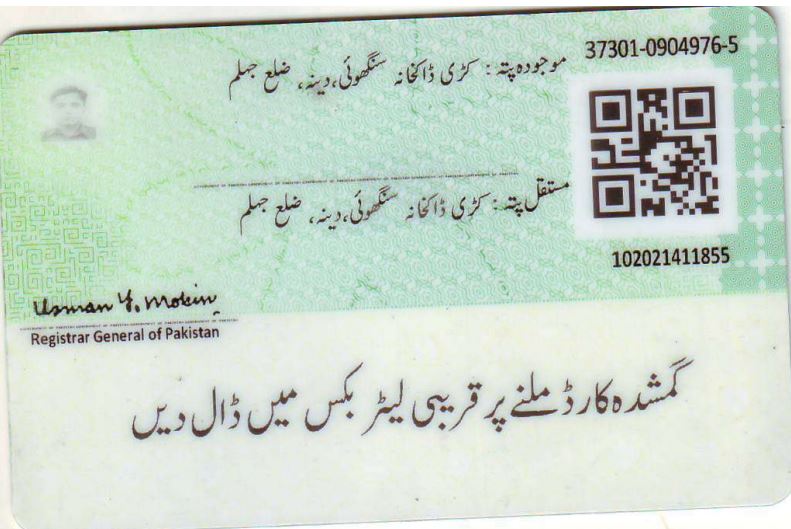 37301-0904976-5
موجودہ پتہ: کڑی ڈاکخانہ سنگھوئی، دینہ، ضلع جہلم
مستقل پتہ: کڑی ڈاکخانہ سنگھوئی، دینہ، ضلع جہلم
102021411855
Usman Y. Mobin
Registrar General of Pakistan
گمشدہ کارڈ ملنے پر قریبی لیٹر بکس میں ڈال دیں